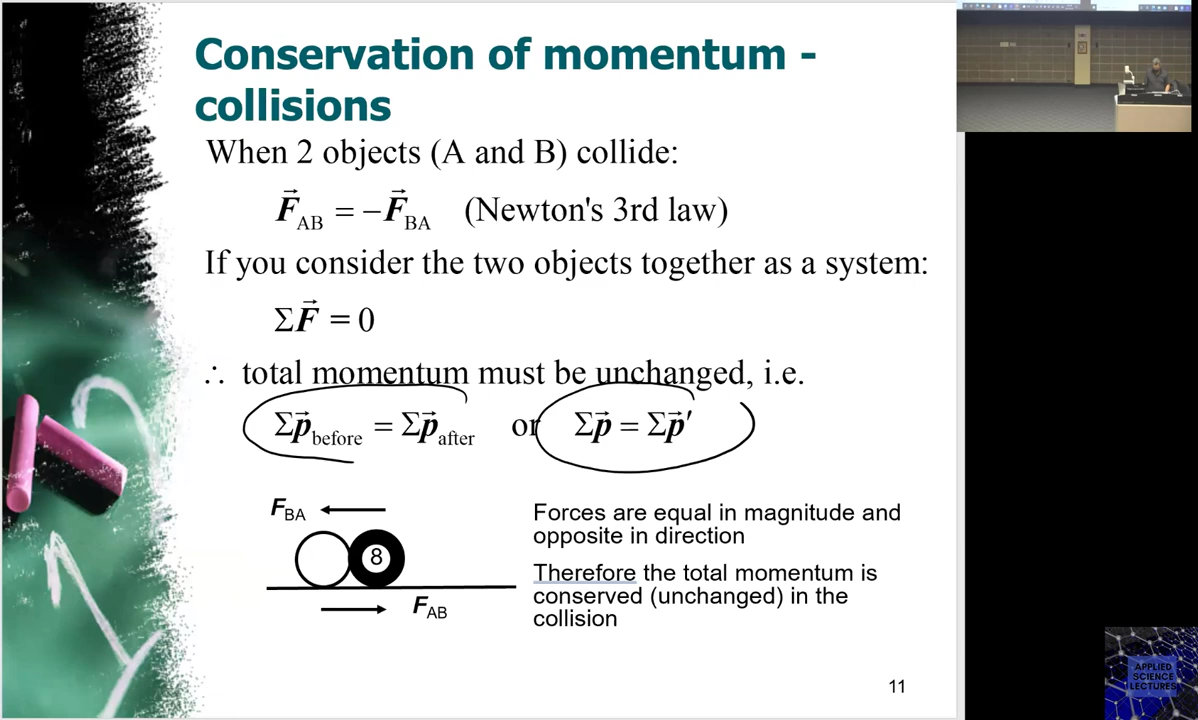 Conservation of momentum -
collisions
When 2 objects (A and B) collide:
F⃗AB = −F⃗BA (Newton's 3rd law)
If you consider the two objects together as a system:
ΣF⃗ = 0
∴ total momentum must be unchanged, i.e.
Σp⃗before = Σp⃗after or Σp⃗ = Σp⃗′
FBA
8
FAB
Forces are equal in magnitude and
opposite in direction
Therefore the total momentum is
conserved (unchanged) in the
collision
11
APPLIED
SCIENCE
LECTURES